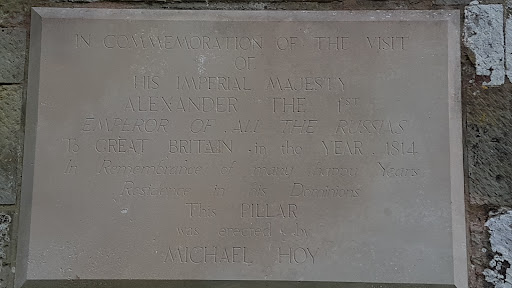 IN COMMEMORATION OF THE VISIT
OF
HIS IMPERIAL MAJESTY
ALEXANDER THE 1ST
EMPEROR OF ALL THE RUSSIAS
To GREAT BRITAIN in the YEAR 1814
In Remembrance of many happy Years
Residence in his Dominions
This PILLAR
was erected by
MICHAEL HOY